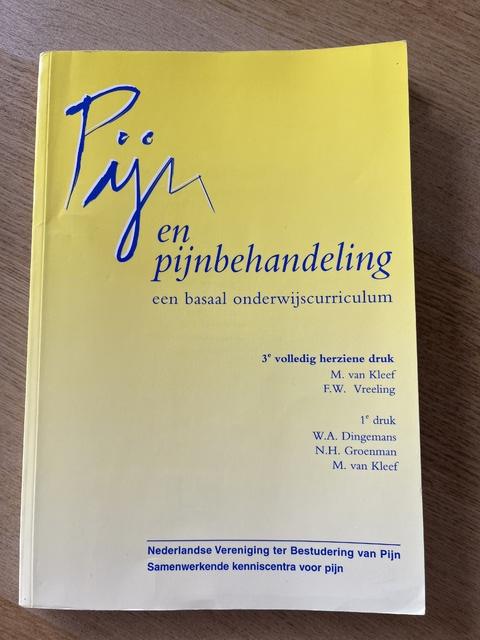 Pijn
en
pijnbehandeling
een basaal onderwijscurriculum
3e volledig herziene druk
M. van Kleef
F.W. Vreeling
1e druk
W.A. Dingemans
N.H. Groenman
M. van Kleef
Nederlandse Vereniging ter Bestudering van Pijn
Samenwerkende kenniscentra voor pijn